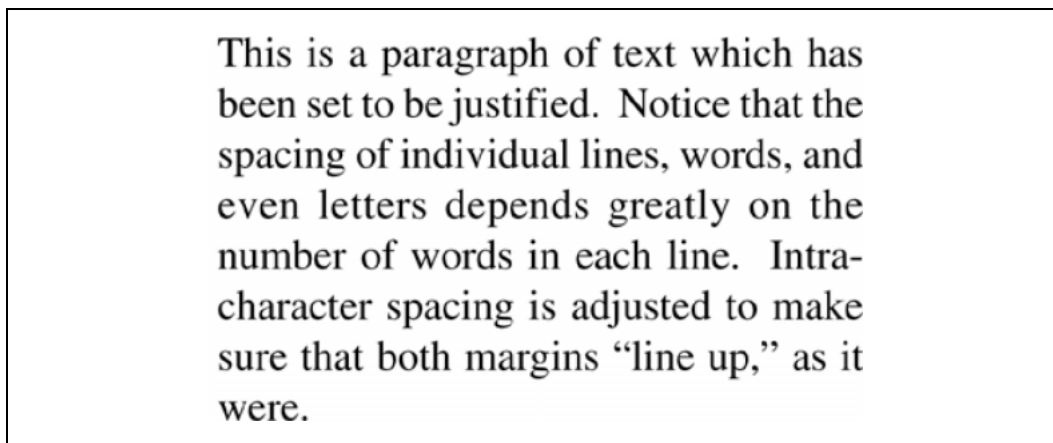 This is a paragraph of text which has
been set to be justified. Notice that the
spacing of individual lines, words, and
even letters depends greatly on the
number of words in each line. Intra-
character spacing is adjusted to make
sure that both margins “line up,” as it
were.